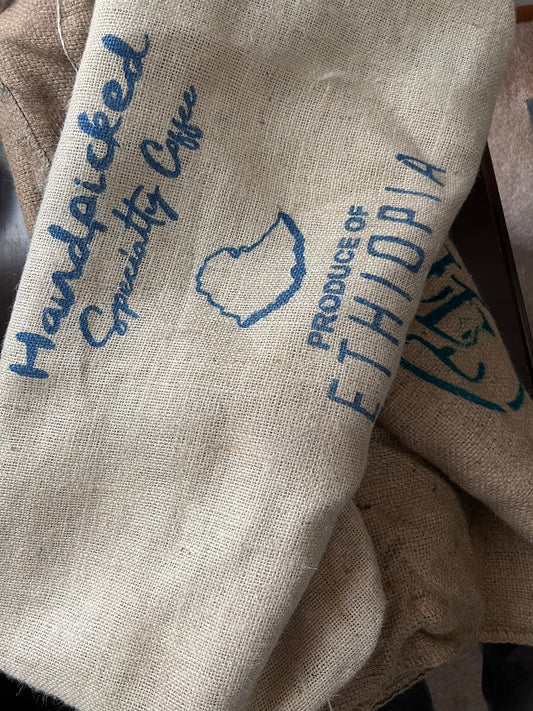 Handpicked
Specialty Coffee
PRODUCE OF
ETHIOPIA